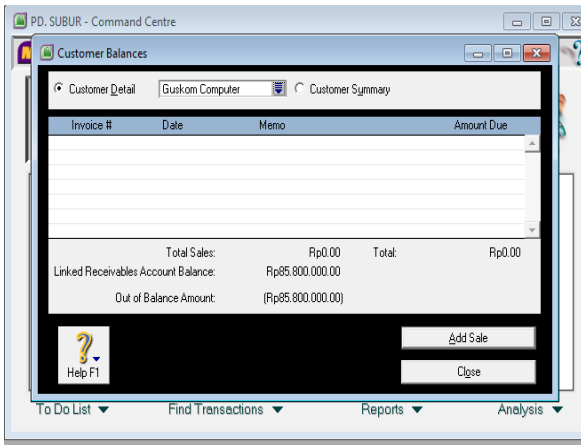 PD. SUBUR - Command Centre
Customer Balances
Customer Detail Guskom Computer Customer Summary
Invoice # Date Memo Amount Due
Total Sales: Rp0.00 Total: Rp0.00
Linked Receivables Account Balance: Rp85.800.000.00
Out of Balance Amount: (Rp85.800.000.00)
Add Sale
Help F1
Close
To Do List Find Transactions Reports Analysis